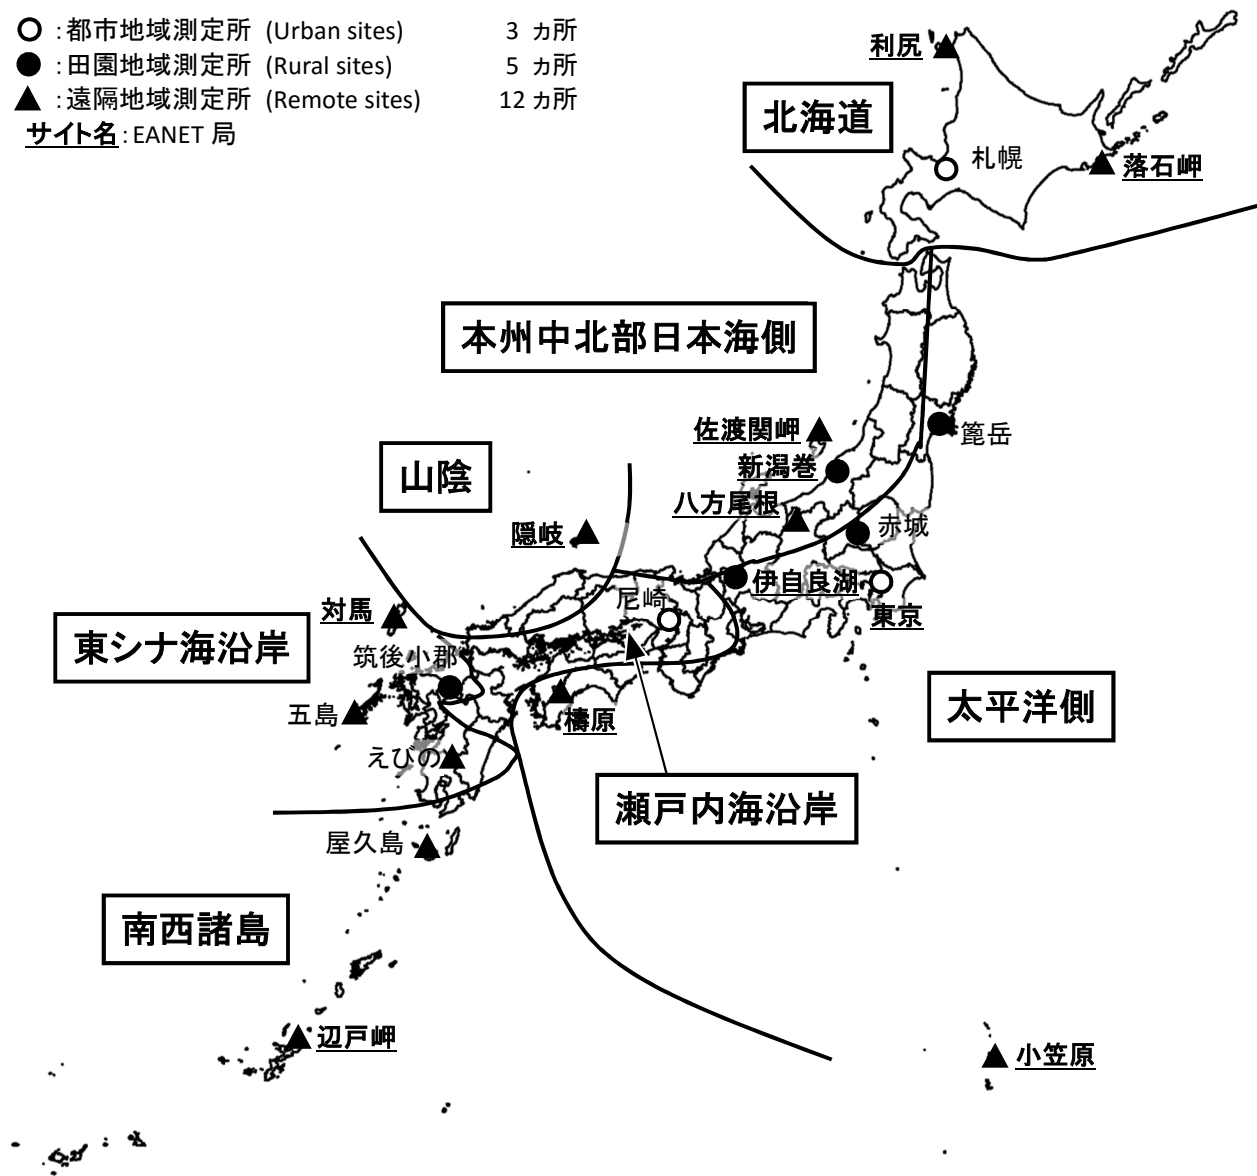 ○ : 都市地域測定所 (Urban sites) 3 ヵ所
● : 田園地域測定所 (Rural sites) 5 ヵ所
▲ : 遠隔地域測定所 (Remote sites) 12 ヵ所
サイト名 : EANET 局
利尻
北海道
札幌
落石岬
本州中北部日本海側
佐渡関岬
篦岳
新潟巻
山陰
八方尾根
隠岐
赤城
伊自良湖
尼崎
対馬
東京
東シナ海沿岸
筑後小郡
五島
太平洋側
檮原
えびの
瀬戸内海沿岸
屋久島
南西諸島
辺戸岬
小笠原